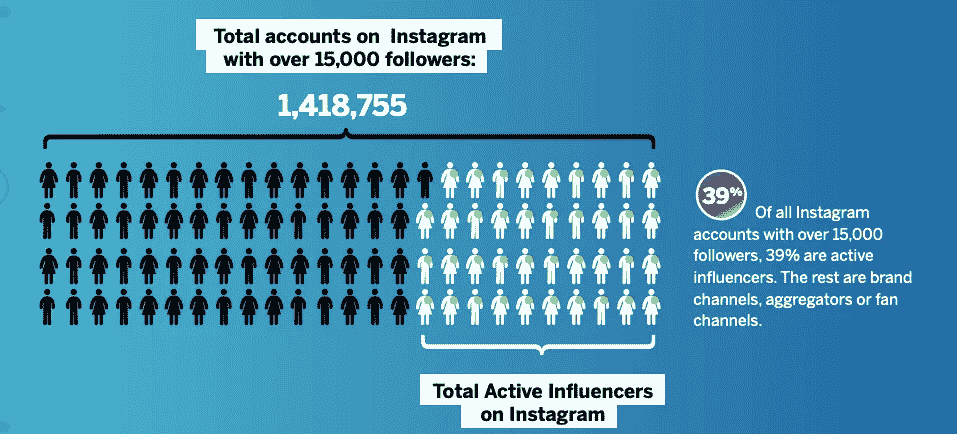 Total accounts on Instagram
with over 15,000 followers:
1,418,755
39%
Of all Instagram
accounts with over 15,000
followers, 39% are active
influencers. The rest are brand
channels, aggregators or fan
channels.
Total Active Influencers
on Instagram